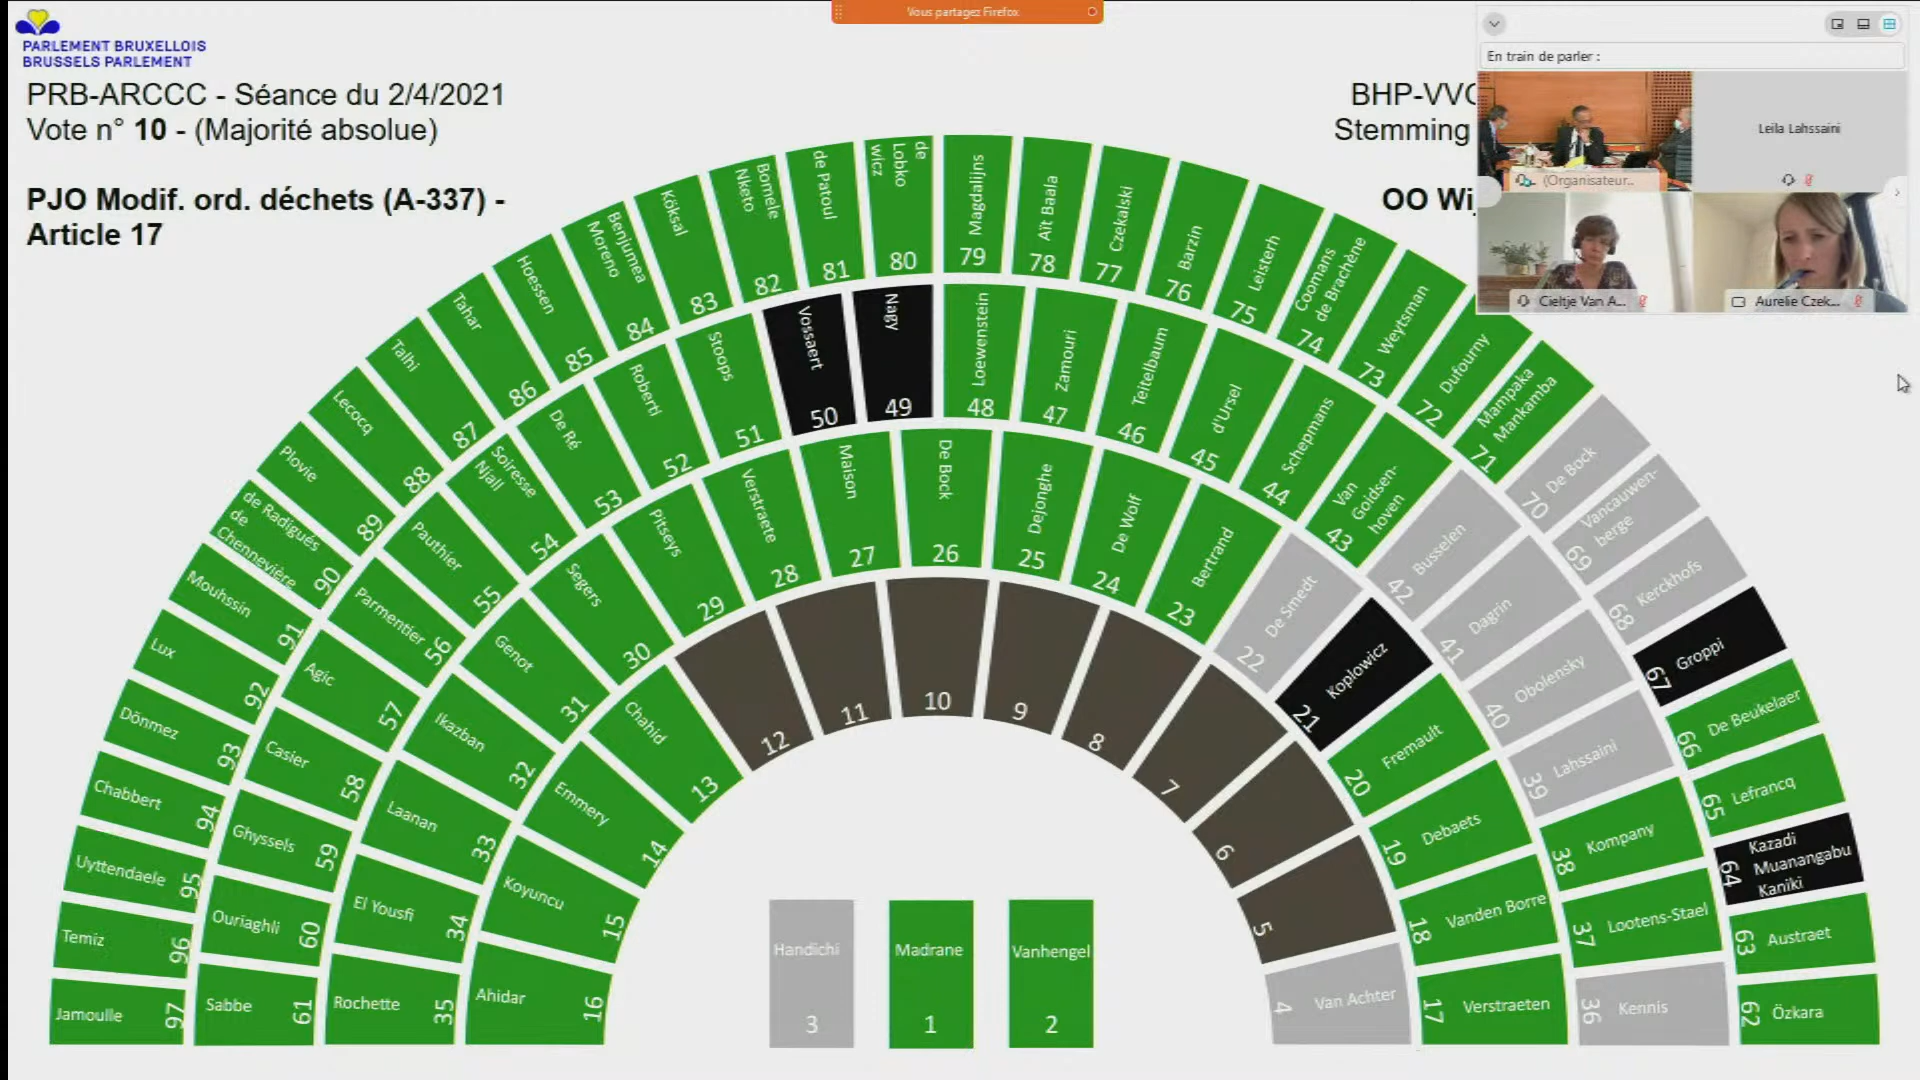 Vous partagez Firefox
PARLEMENT BRUXELLOIS
BRUSSELS PARLEMENT
PRB-ARCCC - Séance du 2/4/2021
Vote n° 10 - (Majorité absolue)
PJO Modif. ord. déchets (A-337) -
Article 17
BHP-VVG
Stemming
OO Wij
En train de parler :
(Organisateur...
Leila Lahssaini
Cieltje Van A...
Aurelie Czek...
Jamoulle 97
Temiz 96
Uyttendaele 95
Chabbert 94
Dönmez 93
Lux 92
Mouhssin 91
de Radiguès
de
Chennevière 90
Plovie 89
Lecocq 88
Talhi 87
Tahar 86
Hoessen 85
Benjumea
Moreno 84
Köksal 83
Bomele
Nketo 82
de Patoul 81
de
Lobko
wicz 80
Magdalijns 79
Aït Baala 78
Czekalski 77
Barzin 76
Leisterh 75
Coomans
de Brachène 74
Weytsman 73
Dufourny 72
Mampaka
Mankamba 71
De Bock 70
Vancauwen-
berge 69
Kerckhofs 68
Groppi 67
De Beukelaer 66
Lefrancq 65
Kazadi
Muanangabu
Kaniki 64
Austraet 63
Özkara 62
Sabbe 61
Ouriaghli 60
Ghyssels 59
Casier 58
Agic 57
Parmentier 56
Pauthier 55
Soiresse
Njall 54
De Ré 53
Roberti 52
Stoops 51
Vossaert 50
Nagy 49
Loewenstein 48
Zamouri 47
Teitelbaum 46
d'Ursel 45
Schepmans 44
Van
Goidsen-
hoven 43
Busselen 42
Dagrin 41
Obolensky 40
Lahssaini 39
Kompany 38
Lootens-Stael 37
Kennis 36
Rochette 35
El Yousfi 34
Laanan 33
Ikazban 32
Genot 31
Segers 30
Pitseys 29
Verstraete 28
Maison 27
De Bock 26
Dejonghe 25
De Wolf 24
Bertrand 23
De Smedt 22
Koplowicz 21
Fremault 20
Debaets 19
Vanden Borre 18
Verstraeten 17
Ahidar 16
Koyuncu 15
Emmery 14
Chahid 13
12
11
10
9
8
7
6
5
Van Achter 4
Handichi 3
Madrane 1
Vanhengel 2